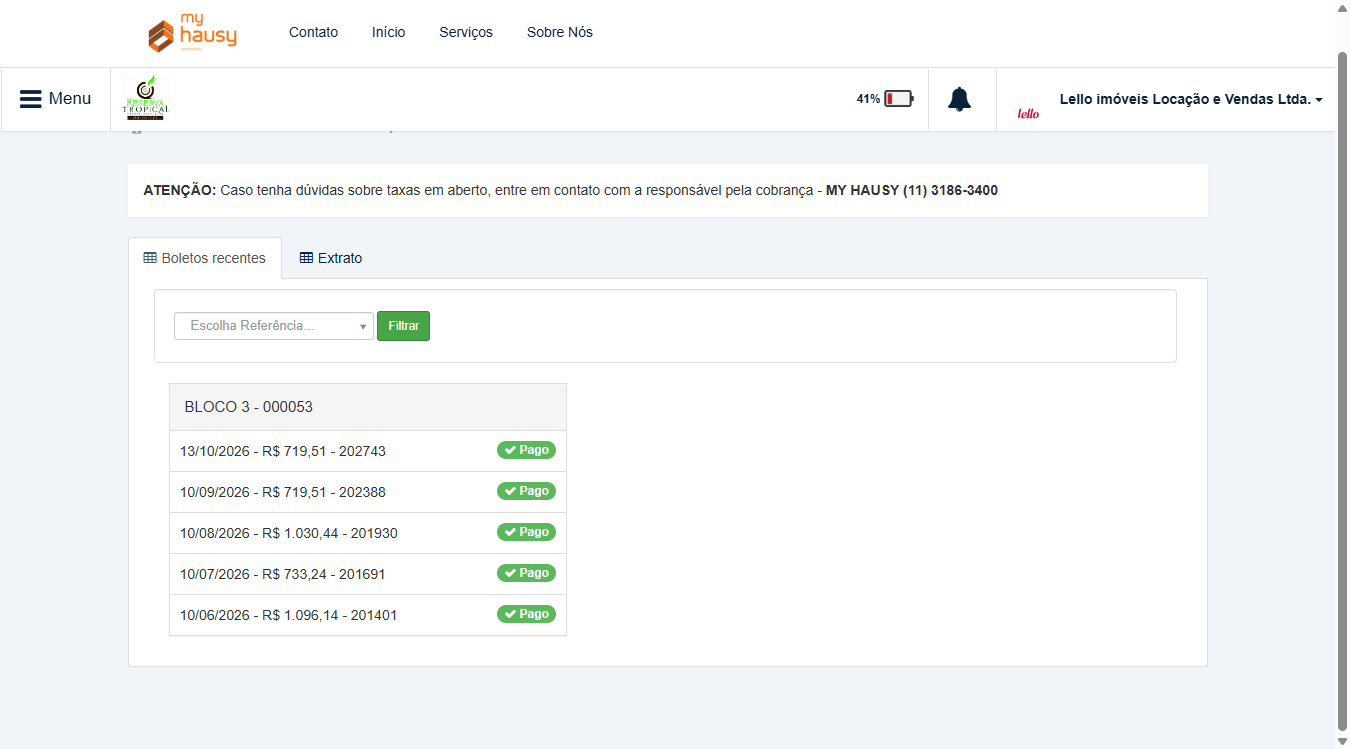 my
hausy
Contato
Início
Serviços
Sobre Nós
Menu
RESERVA
TROPICAL
41%
lello
Lello imóveis Locação e Vendas Ltda.
ATENÇÃO: Caso tenha dúvidas sobre taxas em aberto, entre em contato com a responsável pela cobrança - MY HAUSY (11) 3186-3400
Boletos recentes
Extrato
Escolha Referência...
Filtrar
BLOCO 3 - 000053
13/10/2026 - R$ 719,51 - 202743 Pago
10/09/2026 - R$ 719,51 - 202388 Pago
10/08/2026 - R$ 1.030,44 - 201930 Pago
10/07/2026 - R$ 733,24 - 201691 Pago
10/06/2026 - R$ 1.096,14 - 201401 Pago